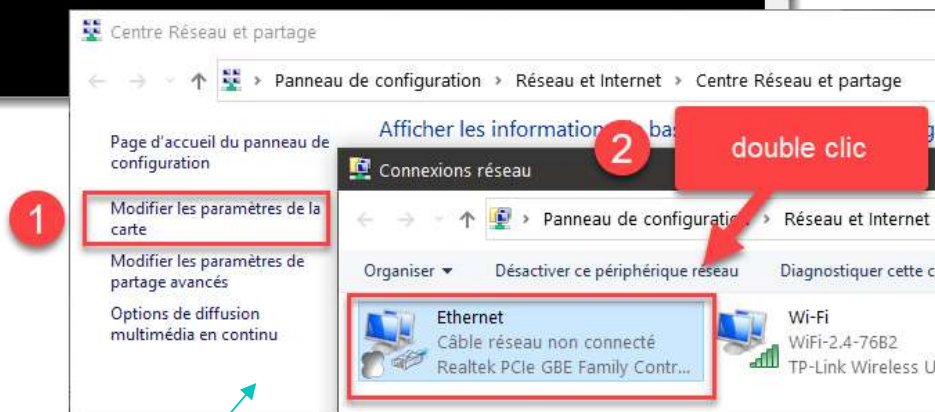 Centre Réseau et partage
Panneau de configuration > Réseau et Internet > Centre Réseau et partage
Page d'accueil du panneau de
configuration
Modifier les paramètres de la
carte
Modifier les paramètres de
partage avancés
Options de diffusion
multimédia en continu
1
Afficher les information
2
double clic
Connexions réseau
Panneau de configuration > Réseau et Internet
Organiser
Désactiver ce périphérique réseau
Diagnostiquer cette c
Ethernet
Câble réseau non connecté
Realtek PCIe GBE Family Contr...
Wi-Fi
WiFi-2.4-76B2
TP-Link Wireless U